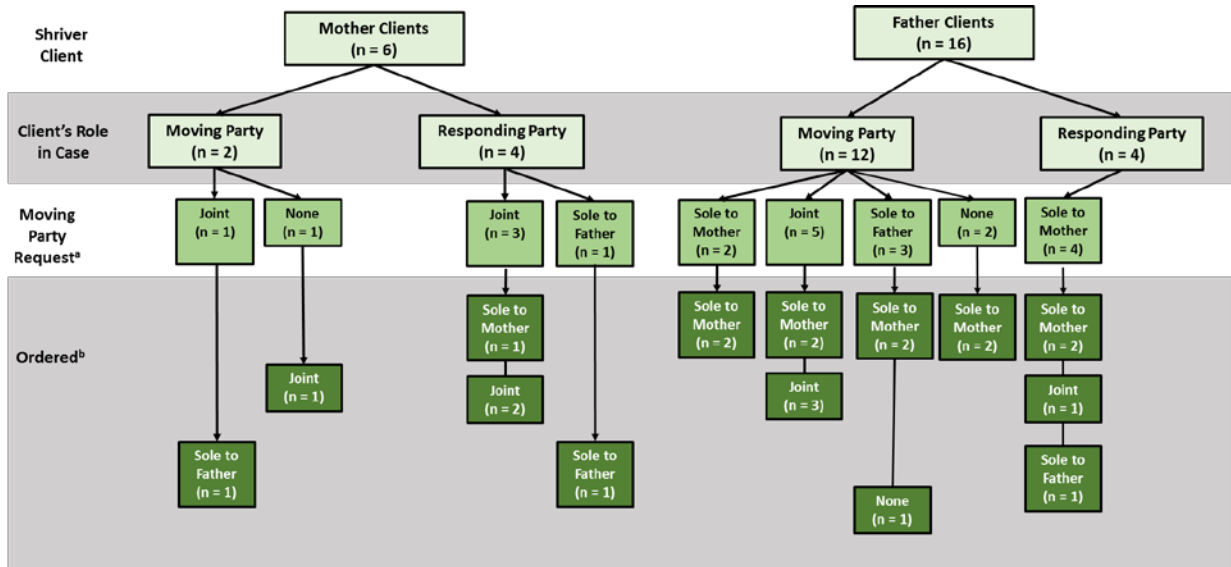 Shriver
Client
Mother Clients
(n = 6)
Father Clients
(n = 16)
Client's Role
in Case
Moving Party
(n = 2)
Responding Party
(n = 4)
Moving Party
(n = 12)
Responding Party
(n = 4)
Moving
Party
Requestᵃ
Joint
(n = 1)
None
(n = 1)
Joint
(n = 3)
Sole to
Father
(n = 1)
Sole to
Mother
(n = 2)
Joint
(n = 5)
Sole to
Father
(n = 3)
None
(n = 2)
Sole to
Mother
(n = 4)
Orderedᵇ
Sole to
Father
(n = 1)
Joint
(n = 1)
Sole to
Mother
(n = 1)
Joint
(n = 2)
Sole to
Father
(n = 1)
Sole to
Mother
(n = 2)
Sole to
Mother
(n = 2)
Joint
(n = 3)
Sole to
Mother
(n = 2)
None
(n = 1)
Sole to
Mother
(n = 2)
Sole to
Mother
(n = 2)
Joint
(n = 1)
Sole to
Father
(n = 1)